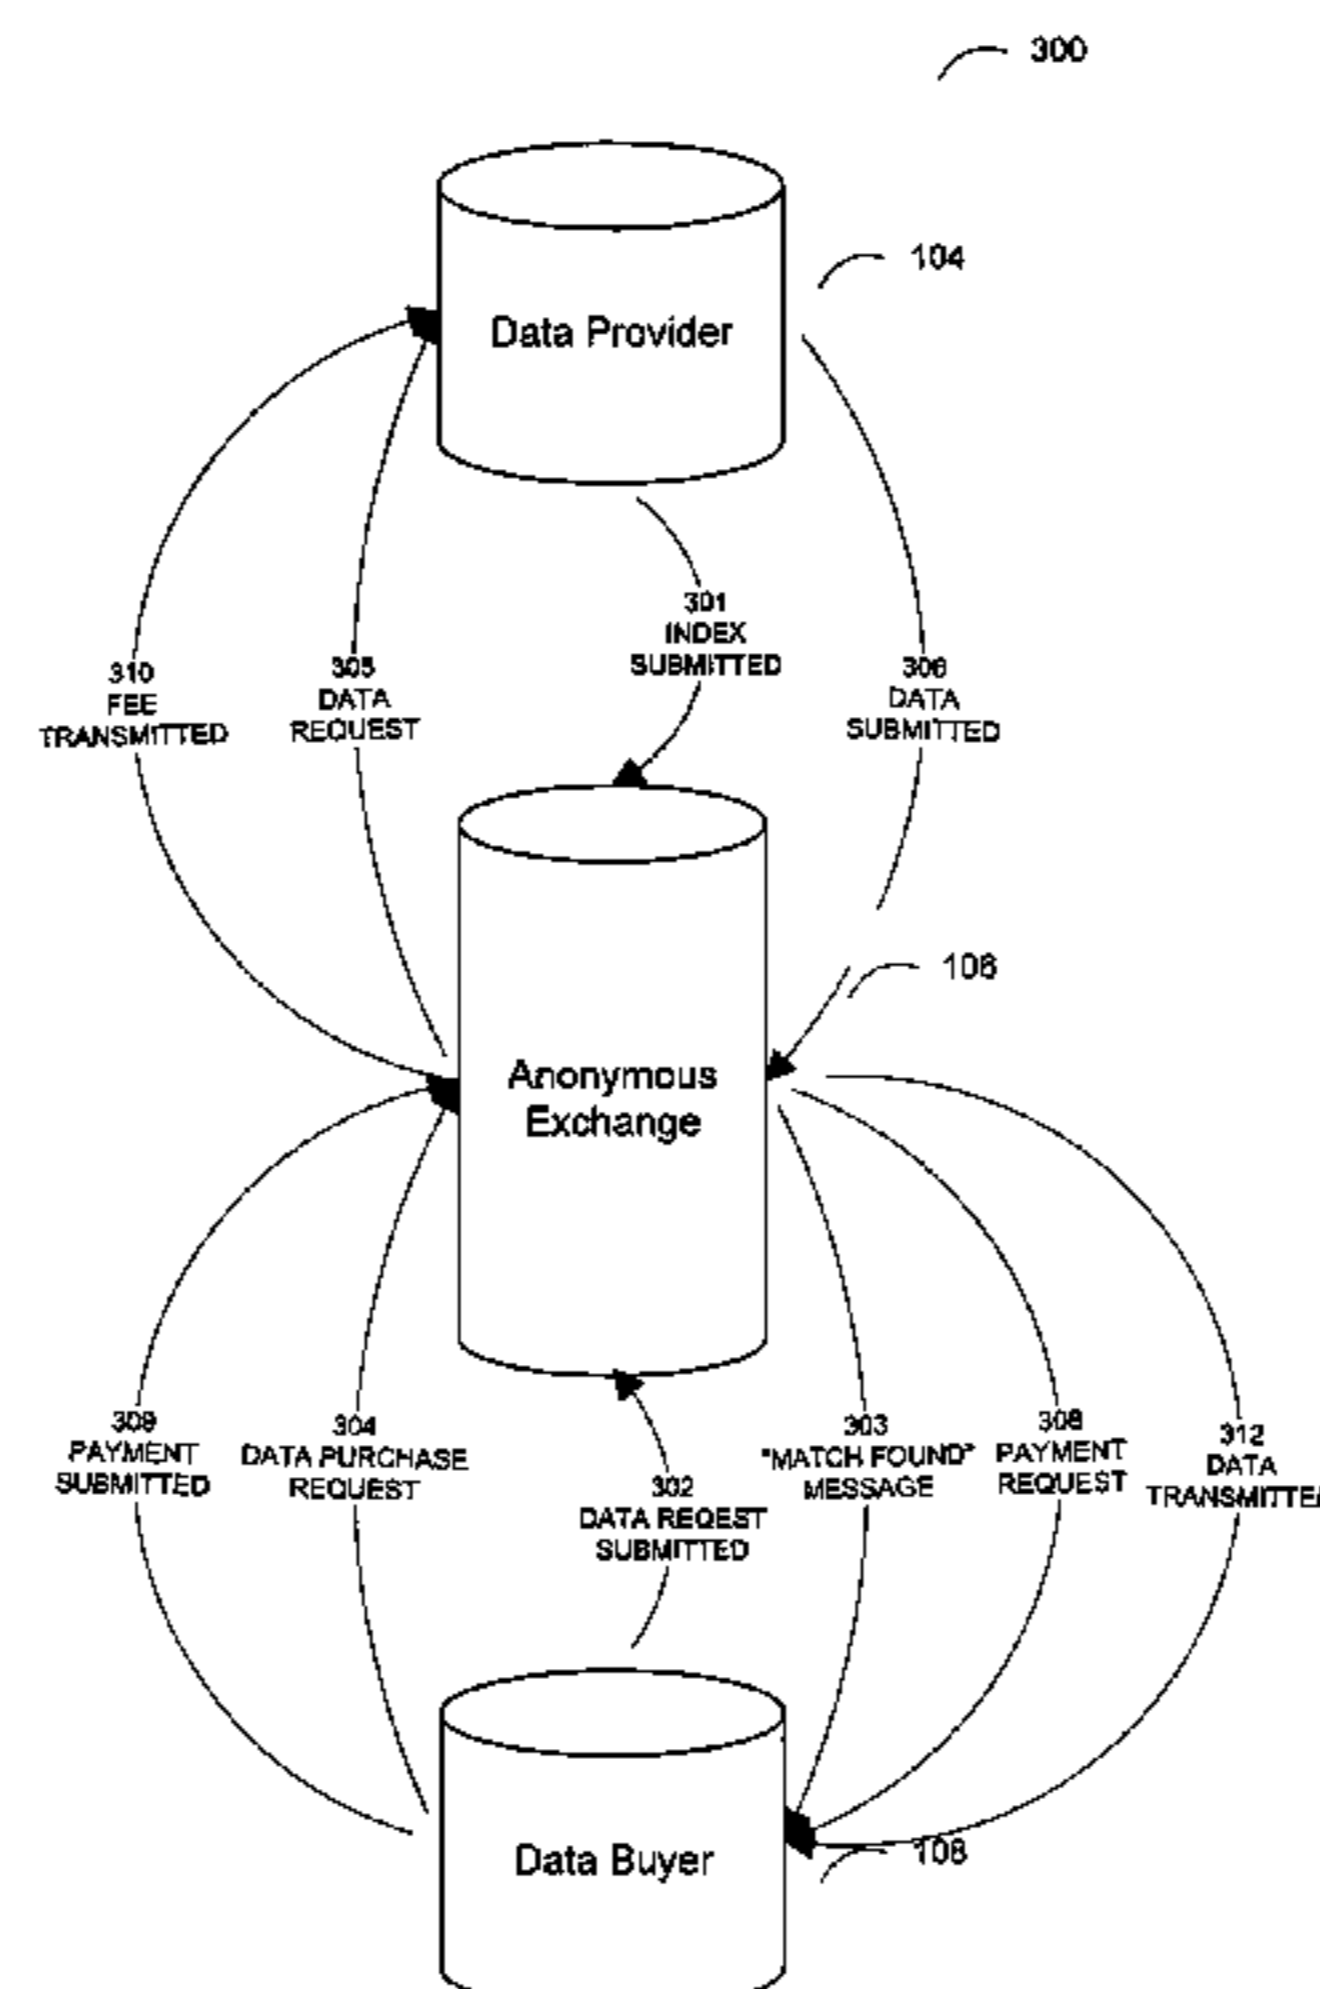 300
104
Data Provider
301
INDEX
SUBMITTED
310
FEE
TRANSMITTED
305
DATA
REQUEST
306
DATA
SUBMITTED
106
Anonymous
Exchange
309
PAYMENT
SUBMITTED
304
DATA PURCHASE
REQUEST
302
DATA REQEST
SUBMITTED
303
"MATCH FOUND"
MESSAGE
308
PAYMENT
REQUEST
312
DATA
TRANSMITTED
Data Buyer
108